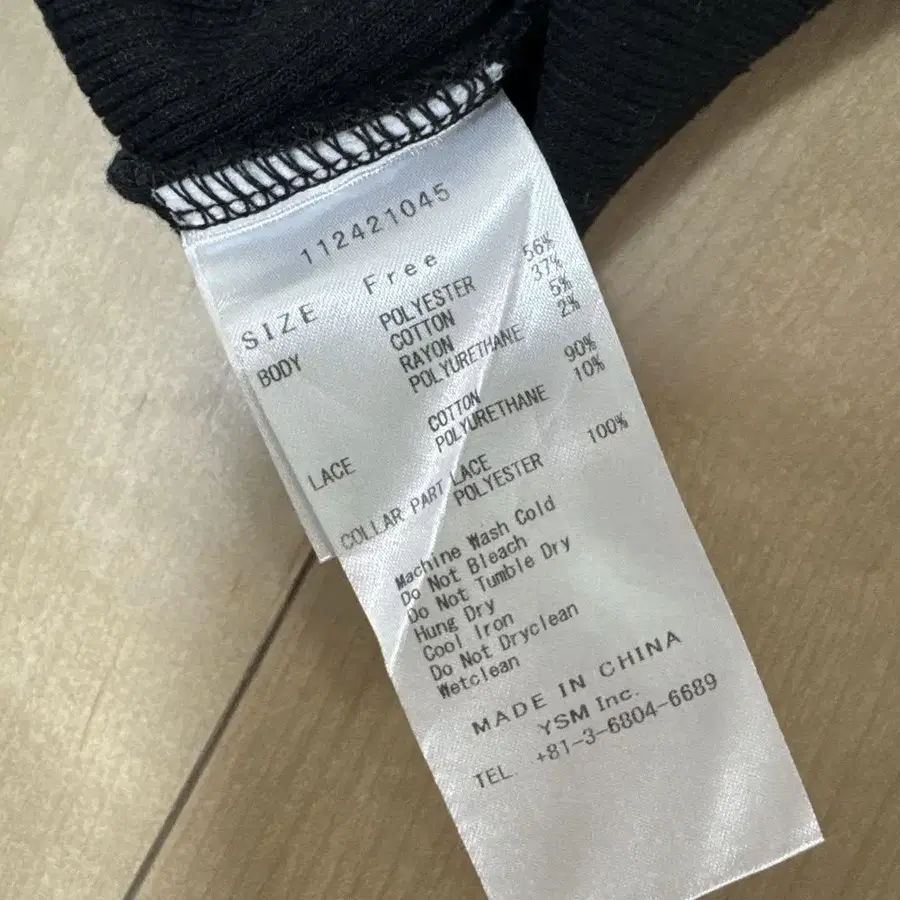 112421045
SIZE Free
BODY POLYESTER 56%
COTTON 37%
RAYON 5%
POLYURETHANE 2%
COTTON 90%
LACE POLYURETHANE 10%
COLLAR PART LACE
POLYESTER 100%
Machine Wash Cold
Do Not Bleach
Do Not Tumble Dry
Hung Dry
Cool Iron
Do Not Dryclean
Wetclean
MADE IN CHINA
YSM Inc.
TEL. +81-3-6804-6689